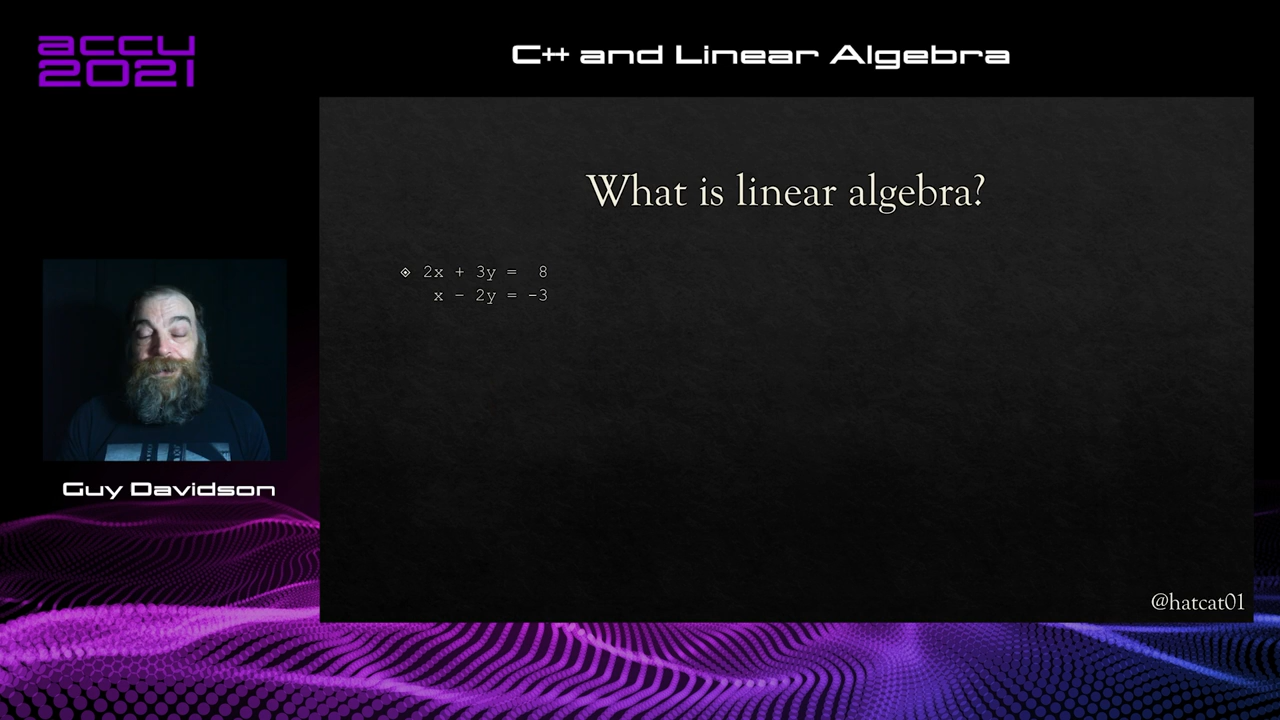 accu
2021
C++ and Linear Algebra
What is linear algebra?
2x + 3y = 8
x − 2y = -3
Guy Davidson
@hatcat01